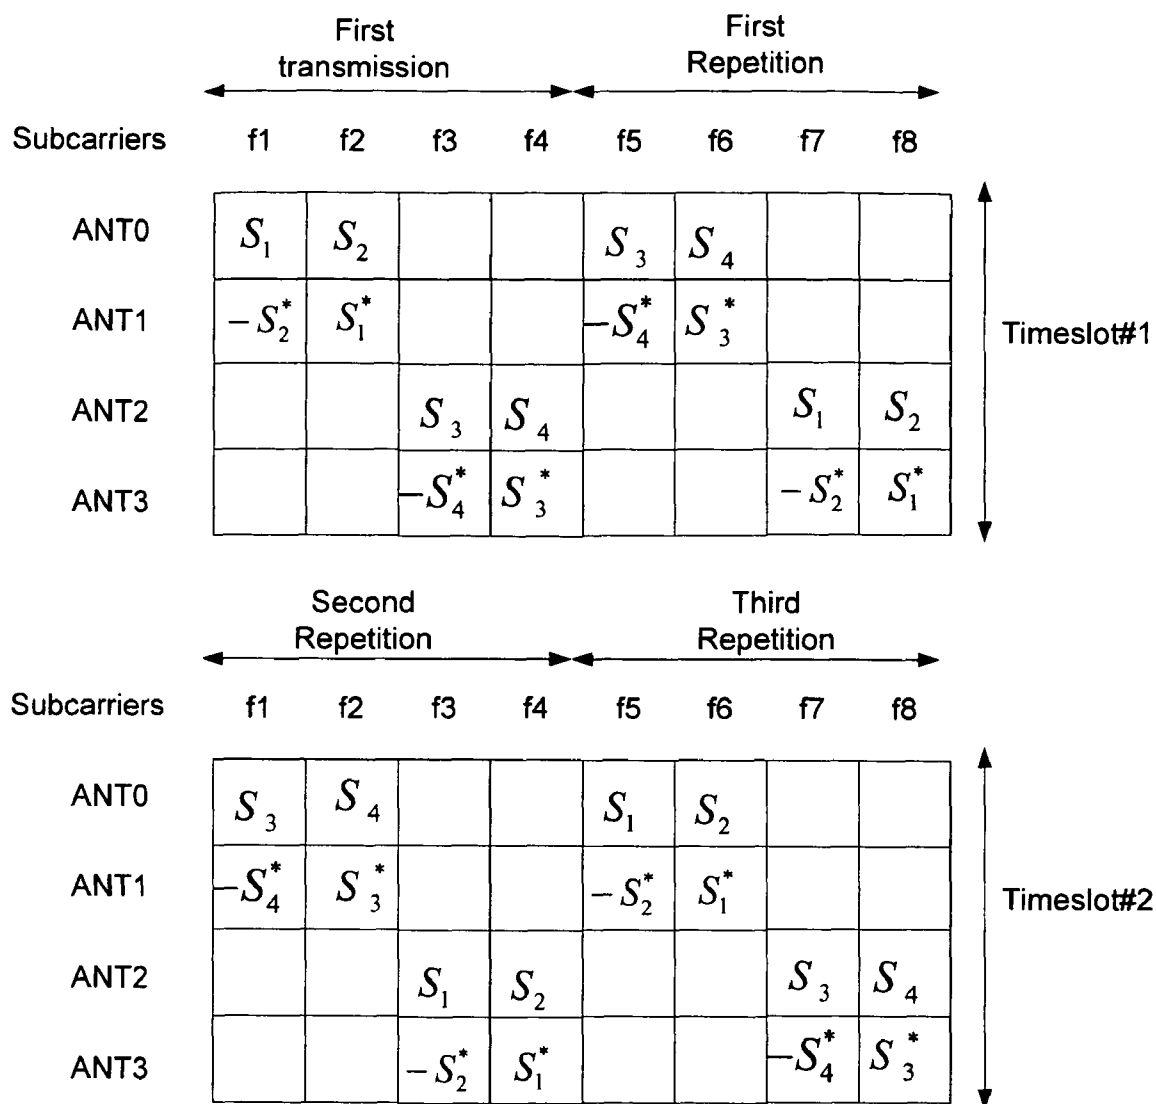 First transmission First Repetition
Subcarriers f1 f2 f3 f4 f5 f6 f7 f8
ANT0 S₁ S₂ S₃ S₄
ANT1 −S₂* S₁* −S₄* S₃*
Timeslot#1
ANT2 S₃ S₄ S₁ S₂
ANT3 −S₄* S₃* −S₂* S₁*
Second Repetition Third Repetition
Subcarriers f1 f2 f3 f4 f5 f6 f7 f8
ANT0 S₃ S₄ S₁ S₂
ANT1 −S₄* S₃* −S₂* S₁*
Timeslot#2
ANT2 S₁ S₂ S₃ S₄
ANT3 −S₂* S₁* −S₄* S₃*